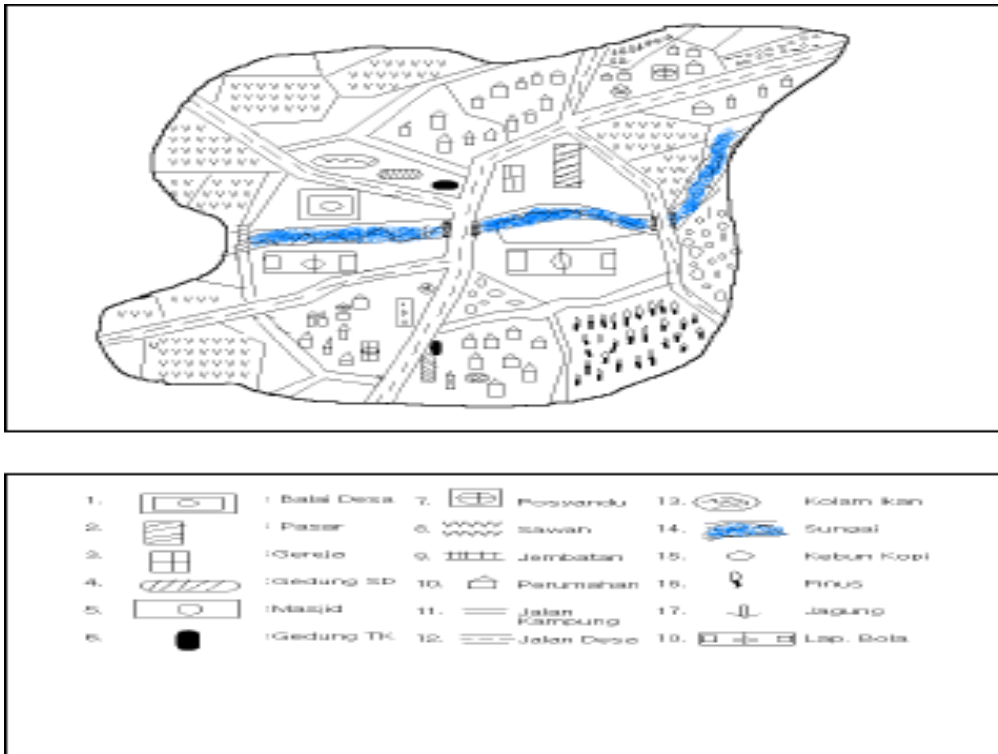 1. : Balai Desa 7. Posyandu 13. Kolam Ikan
2. : Pasar 8. Sawah 14. Sungai
3. :Gereja 9. Jembatan 15. Kebun Kopi
4. :Gedung SD 10. Perumahan 16. Pinus
5. :Masjid 11. Jalan Kampung 17. Jagung
6. :Gedung TK 12. Jalan Desa 18. Lap. Bola